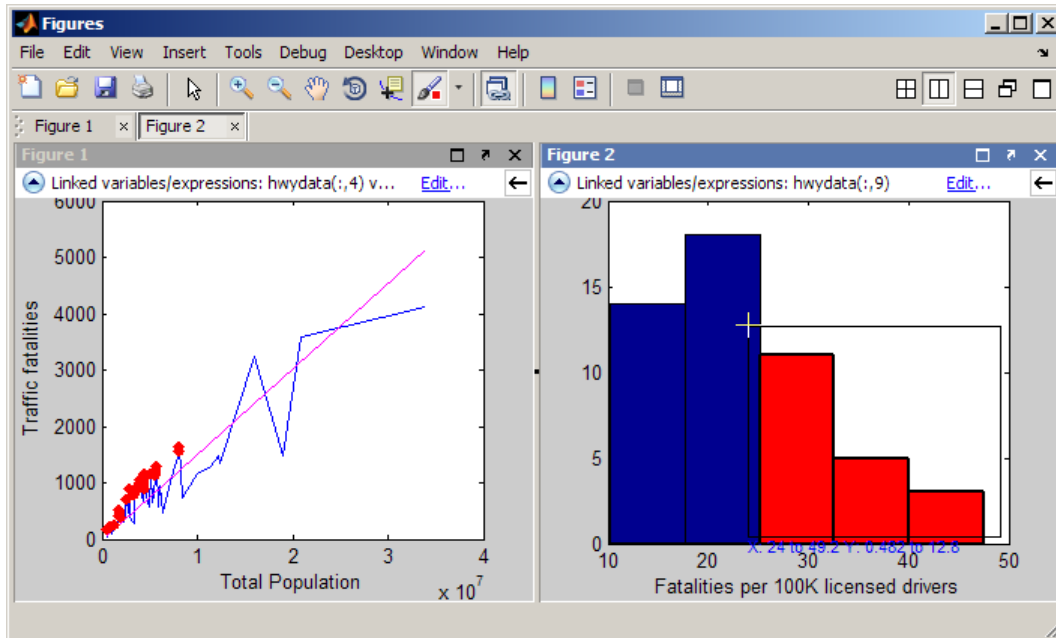 Figures
File Edit View Insert Tools Debug Desktop Window Help
Figure 1 × Figure 2 ×
Figure 1
Linked variables/expressions: hwydata(:,4) v... Edit...
6000
5000
4000
3000
2000
1000
0
Traffic fatalities
0 1 2 3 4
Total Population
x 10^7
Figure 2
Linked variables/expressions: hwydata(:,9) Edit...
20
15
10
5
0
10 20 30 40 50
X: 24 to 49.2 Y: 0.482 to 12.8
Fatalities per 100K licensed drivers